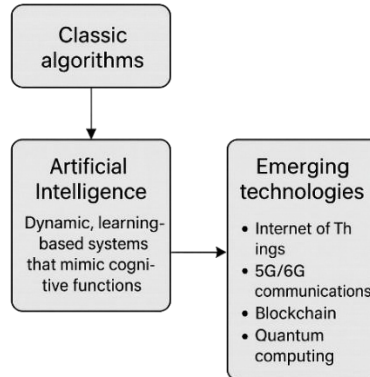 Classic
algorithms
Artificial
Intelligence
Dynamic, learning-
based systems
that mimic cogni-
tive functions
Emerging
technologies
• Internet of Th
ings
• 5G/6G
communications
• Blockchain
• Quantum
computing